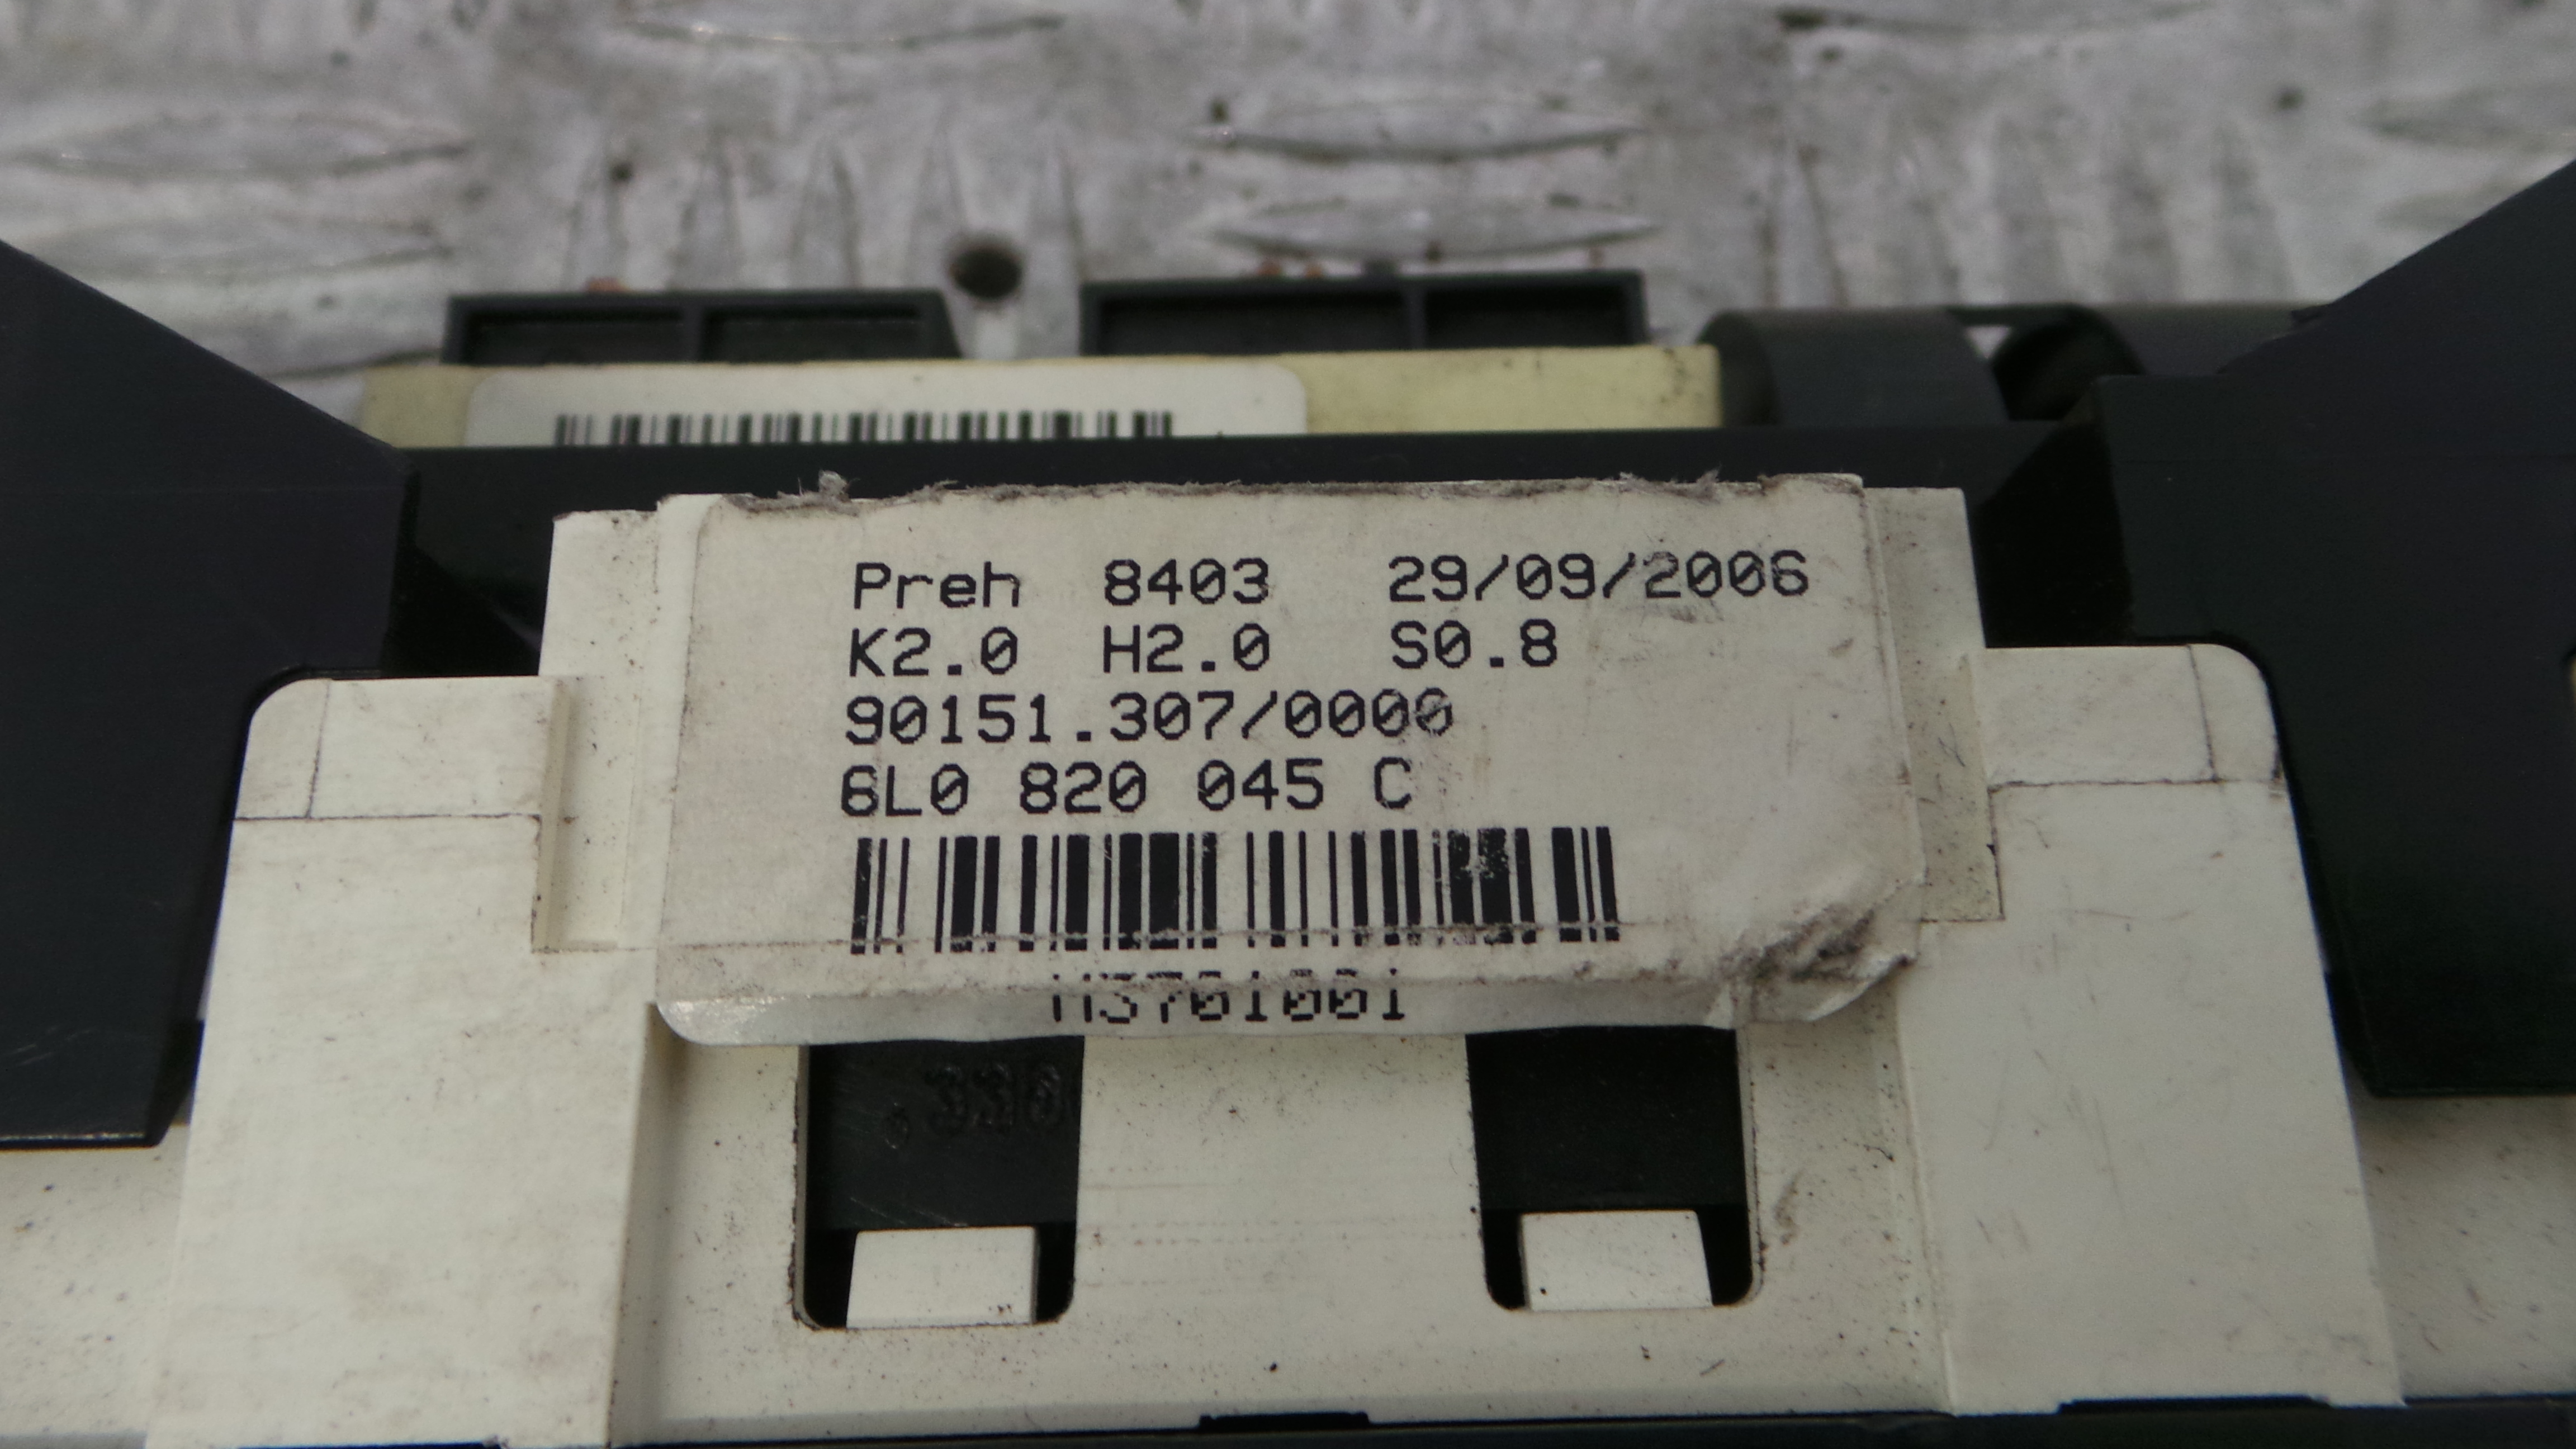 Preh 8403 29/09/2006
K2.0 H2.0 S0.8
90151.307/0000
6L0 820 045 C